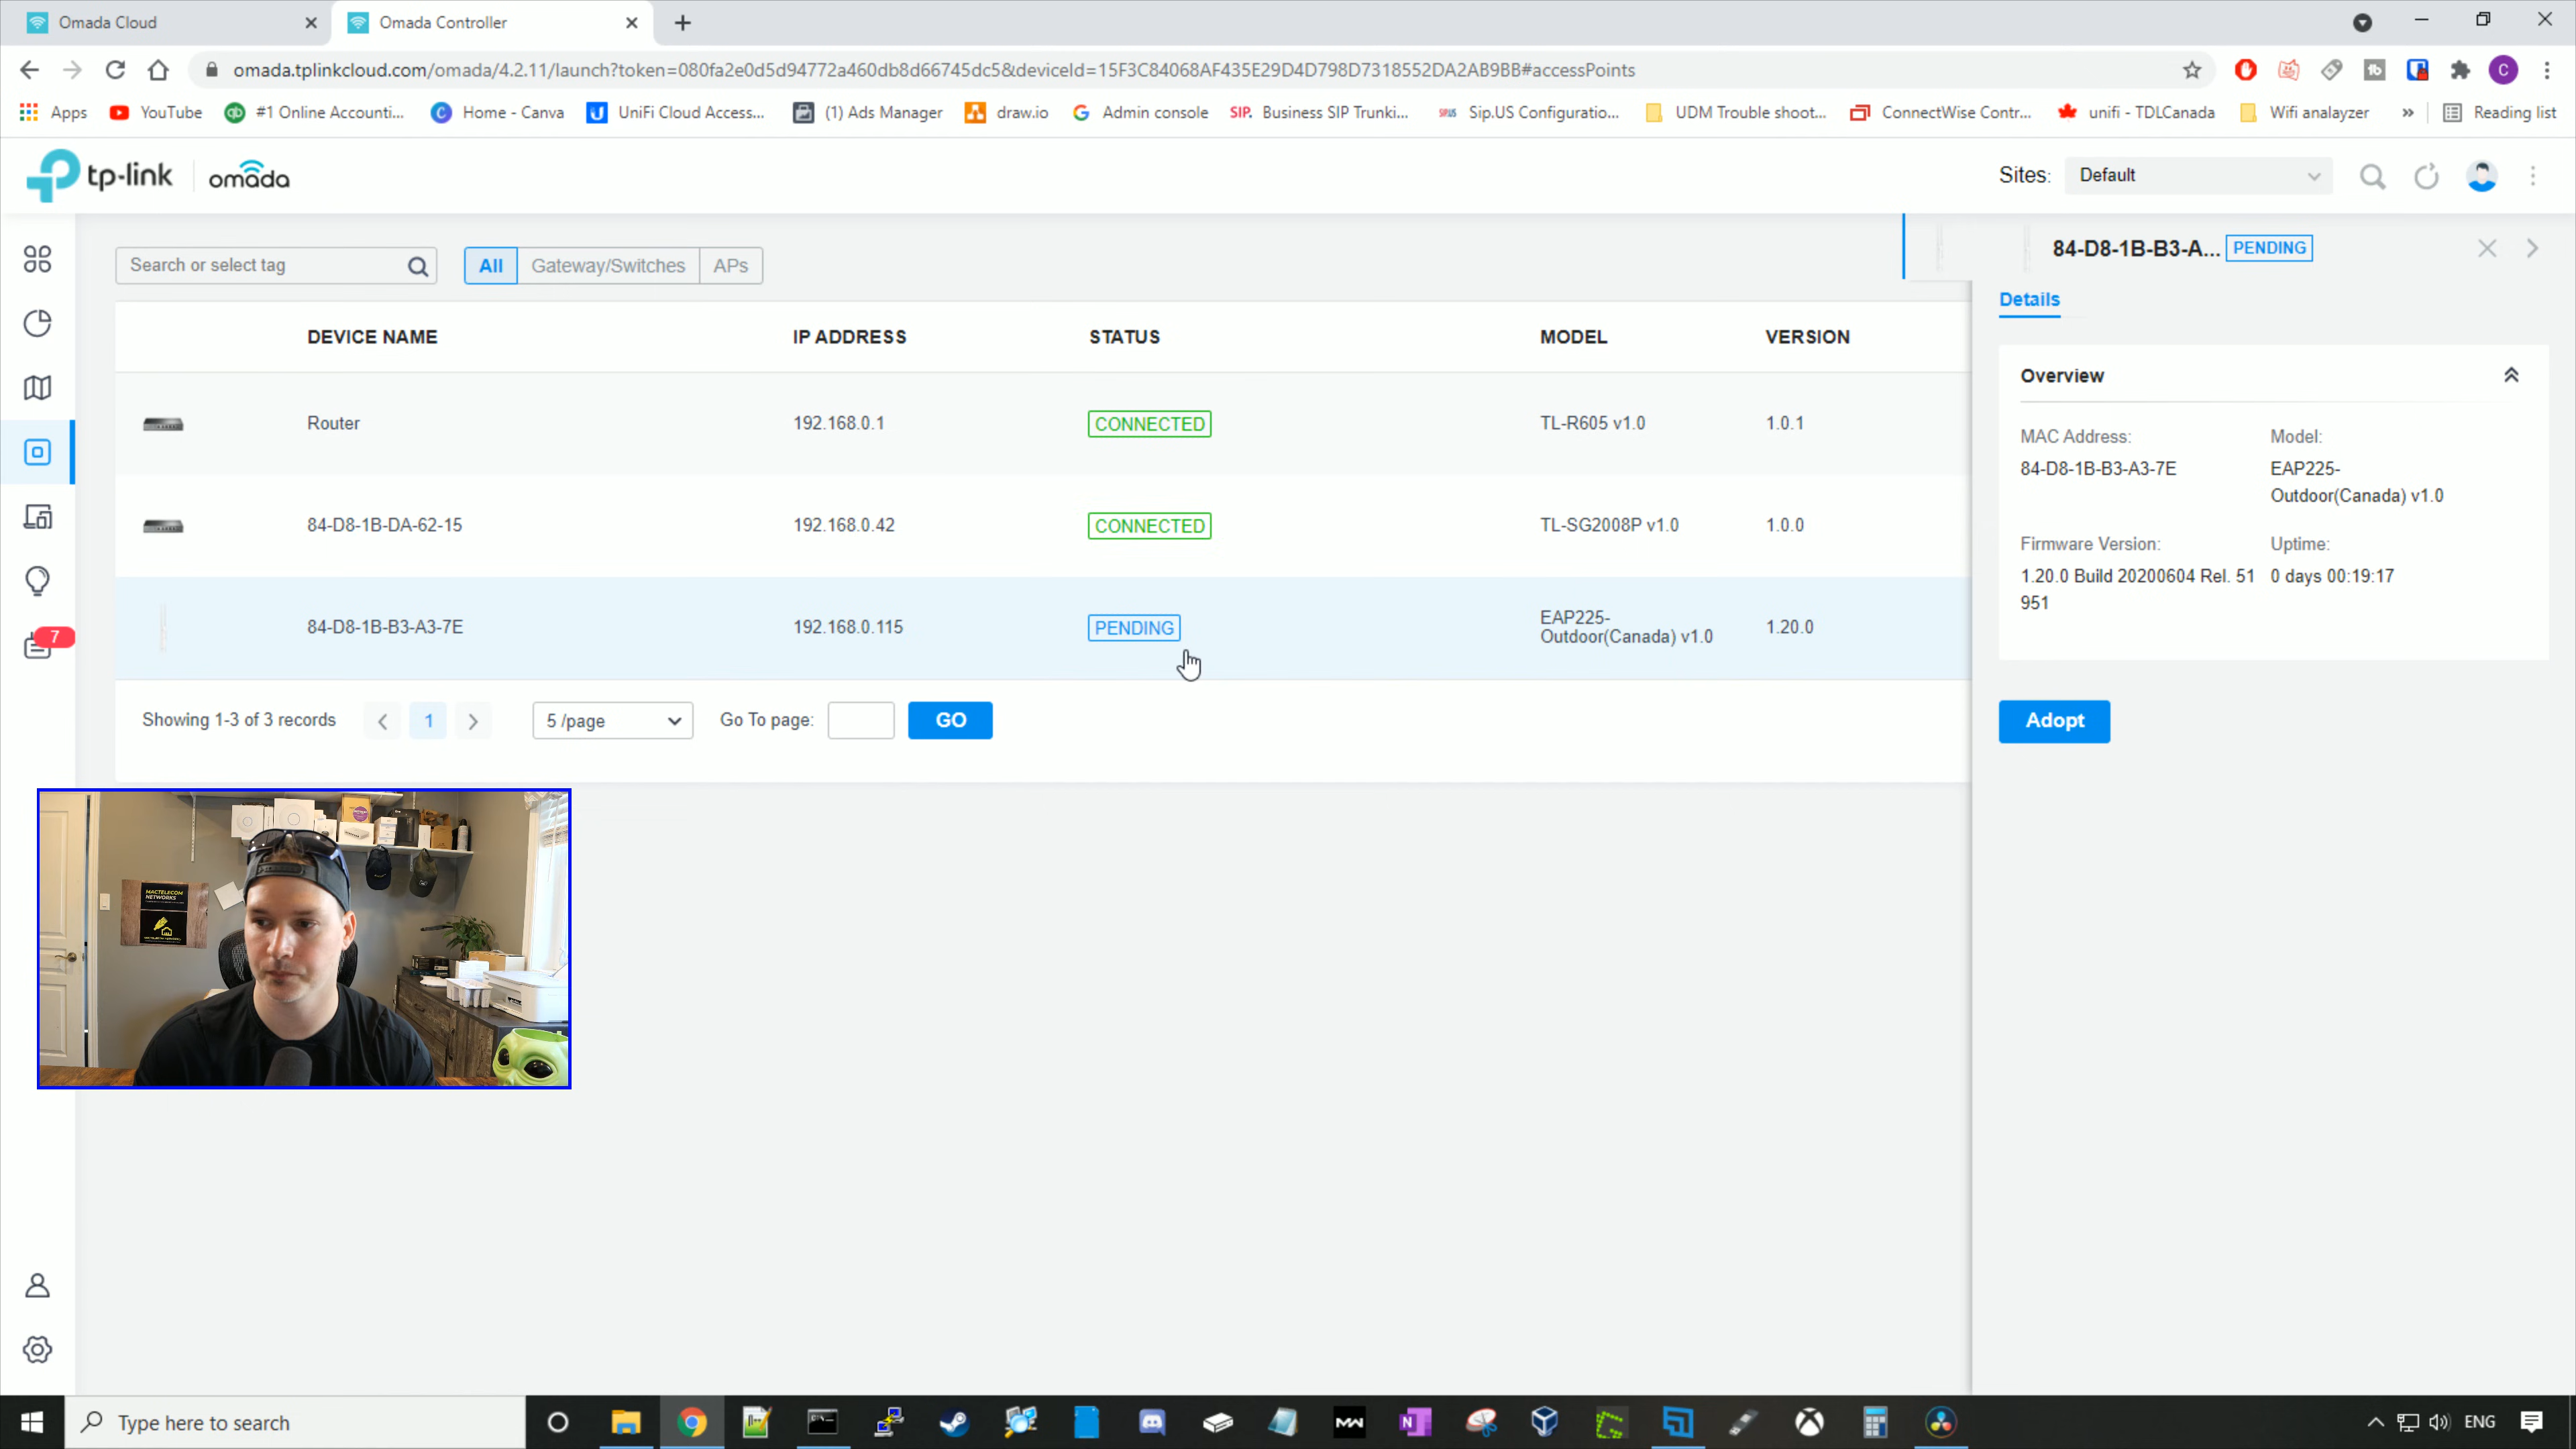 Omada Cloud
Omada Controller
omada.tplinkcloud.com/omada/4.2.11/launch?token=080fa2e0d5d94772a460db8d66745dc5&deviceId=15F3C84068AF435E29D4D798D7318552DA2AB9BB#accessPoints
Apps YouTube #1 Online Accounti... Home - Canva UniFi Cloud Access... (1) Ads Manager draw.io Admin console SIP. Business SIP Trunki... Sip.US Configuratio... UDM Trouble shoot... ConnectWise Contr... unifi - TDLCanada Wifi analayzer » Reading list
tp-link omada
Sites: Default
Search or select tag
All Gateway/Switches APs
DEVICE NAME IP ADDRESS STATUS MODEL VERSION
Router 192.168.0.1 CONNECTED TL-R605 v1.0 1.0.1
84-D8-1B-DA-62-15 192.168.0.42 CONNECTED TL-SG2008P v1.0 1.0.0
84-D8-1B-B3-A3-7E 192.168.0.115 PENDING EAP225-
Outdoor(Canada) v1.0 1.20.0
Showing 1-3 of 3 records 1 5 /page Go To page: GO
7
84-D8-1B-B3-A... PENDING
Details
Overview
MAC Address: Model:
84-D8-1B-B3-A3-7E EAP225-
Outdoor(Canada) v1.0
Firmware Version: Uptime:
1.20.0 Build 20200604 Rel. 51 0 days 00:19:17
951
Adopt
MACTELECOM
NETWORKS
Type here to search
ENG